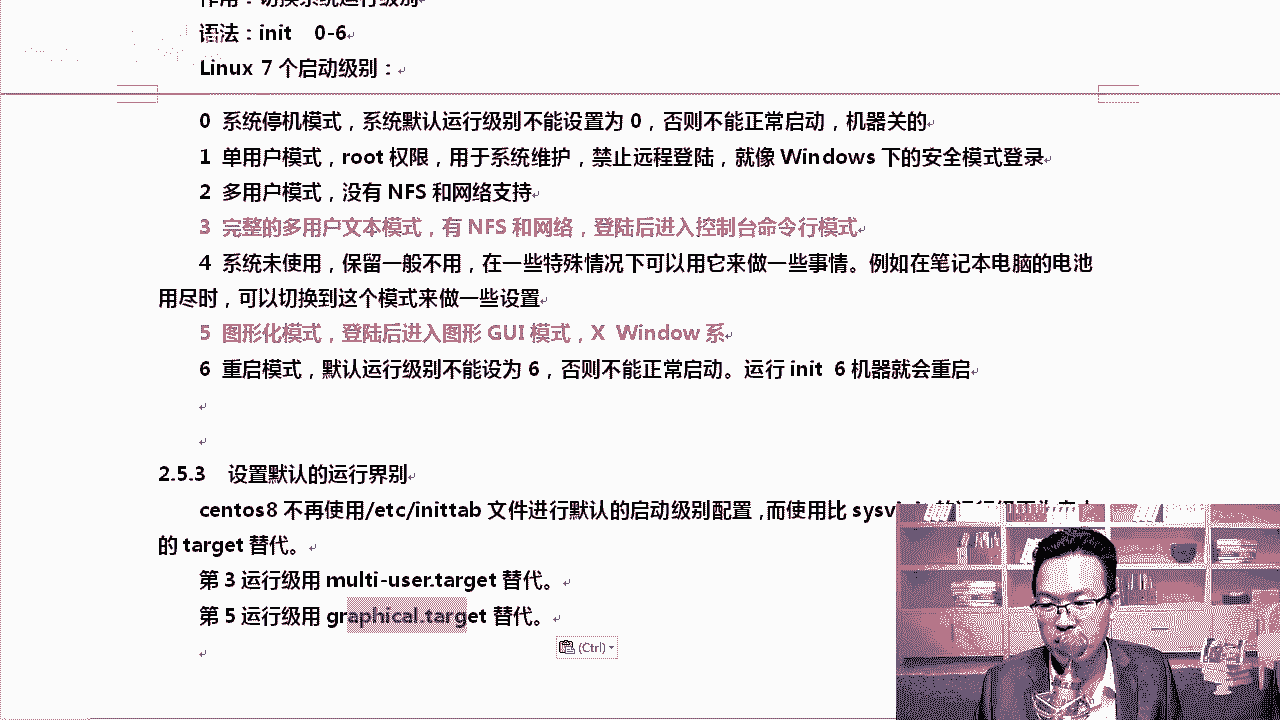 作用：切换系统运行级别
语法：init 0-6
Linux 7 个启动级别：
0 系统停机模式，系统默认运行级别不能设置为 0，否则不能正常启动，机器关的
1 单用户模式，root 权限，用于系统维护，禁止远程登陆，就像 Windows 下的安全模式登录
2 多用户模式，没有 NFS 和网络支持
3 完整的多用户文本模式，有 NFS 和网络，登陆后进入控制台命令行模式
4 系统未使用，保留一般不用，在一些特殊情况下可以用它来做一些事情。例如在笔记本电脑的电池
用尽时，可以切换到这个模式来做一些设置
5 图形化模式，登陆后进入图形 GUI 模式，X Window 系
6 重启模式，默认运行级别不能设为 6，否则不能正常启动。运行 init 6 机器就会重启
2.5.3 设置默认的运行界别
centos8 不再使用/etc/inittab 文件进行默认的启动级别配置，而使用比
的 target 替代。
第 3 运行级用 multi-user.target 替代。
第 5 运行级用 graphical.target 替代。
(Ctrl)